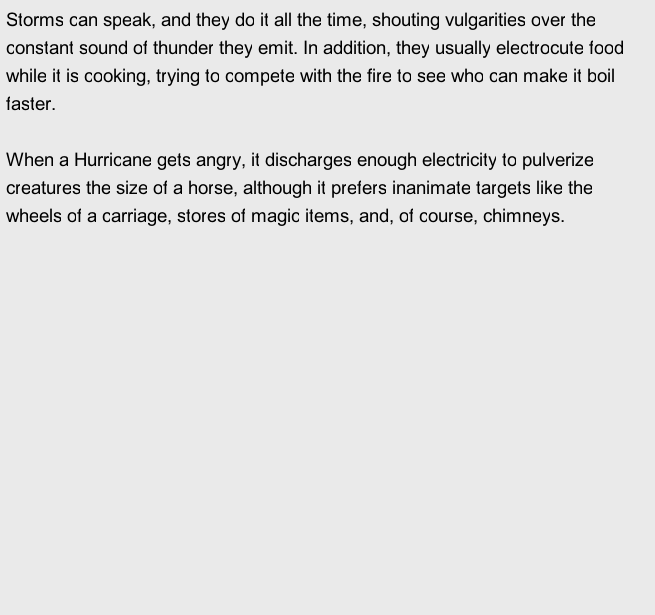 Storms can speak, and they do it all the time, shouting vulgarities over the
constant sound of thunder they emit. In addition, they usually electrocute food
while it is cooking, trying to compete with the fire to see who can make it boil
faster.
When a Hurricane gets angry, it discharges enough electricity to pulverize
creatures the size of a horse, although it prefers inanimate targets like the
wheels of a carriage, stores of magic items, and, of course, chimneys.